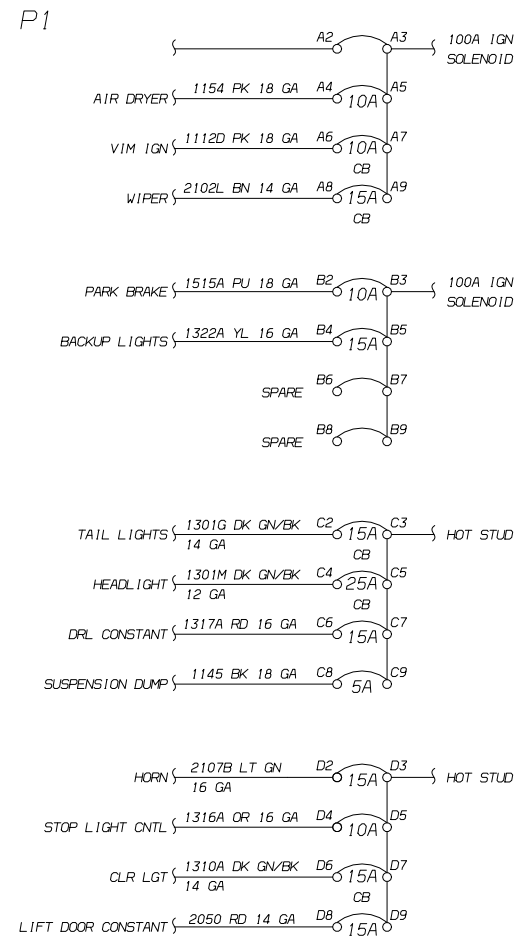 P1
A2 A3 100A IGN
SOLENOID
AIR DRYER 1154 PK 18 GA A4 10A A5
VIM IGN 1112D PK 18 GA A6 10A A7
CB
WIPER 2102L BN 14 GA A8 15A A9
CB
PARK BRAKE 1515A PU 18 GA B2 10A B3 100A IGN
SOLENOID
BACKUP LIGHTS 1322A YL 16 GA B4 15A B5
SPARE B6 B7
SPARE B8 B9
TAIL LIGHTS 1301G DK GN/BK C2 15A C3 HOT STUD
14 GA
CB
HEADLIGHT 1301M DK GN/BK C4 25A C5
12 GA
CB
DRL CONSTANT 1317A RD 16 GA C6 15A C7
SUSPENSION DUMP 1145 BK 18 GA C8 5A C9
HORN 2107B LT GN D2 15A D3 HOT STUD
16 GA
STOP LIGHT CNTL 1316A OR 16 GA D4 10A D5
CLR LGT 1310A DK GN/BK D6 15A D7
14 GA
CB
LIFT DOOR CONSTANT 2050 RD 14 GA D8 15A D9